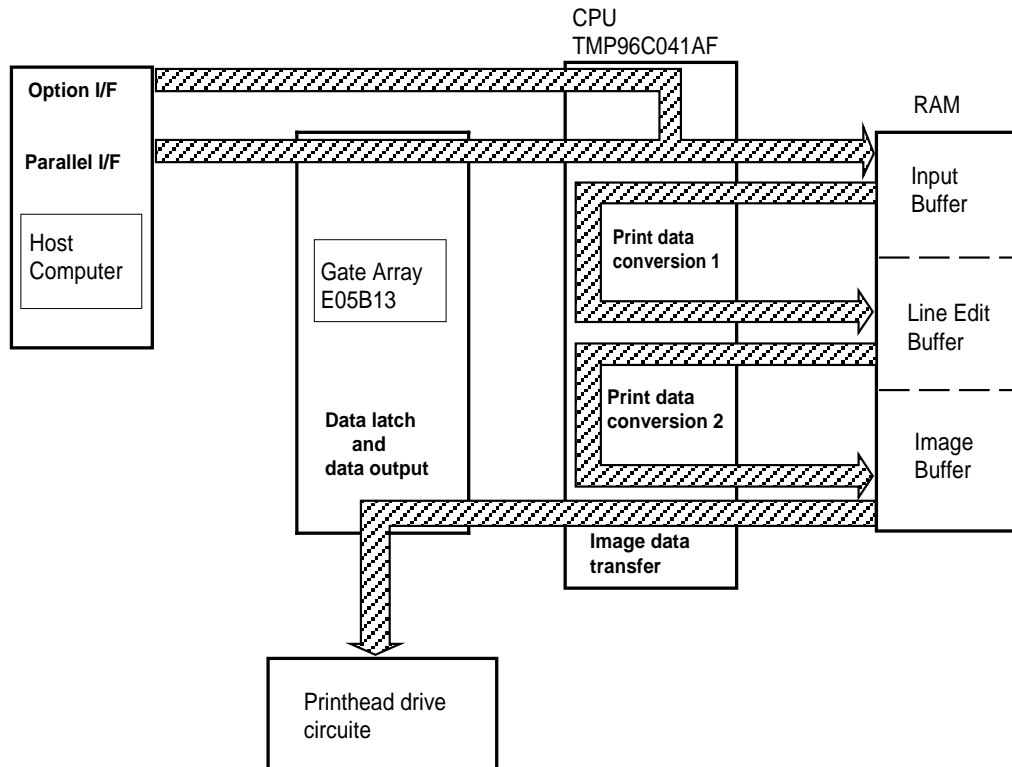 CPU
TMP96C041AF
Option I/F
Parallel I/F
Host
Computer
Gate Array
E05B13
Data latch
and
data output
Print data
conversion 1
Print data
conversion 2
Image data
transfer
RAM
Input
Buffer
Line Edit
Buffer
Image
Buffer
Printhead drive
circuite